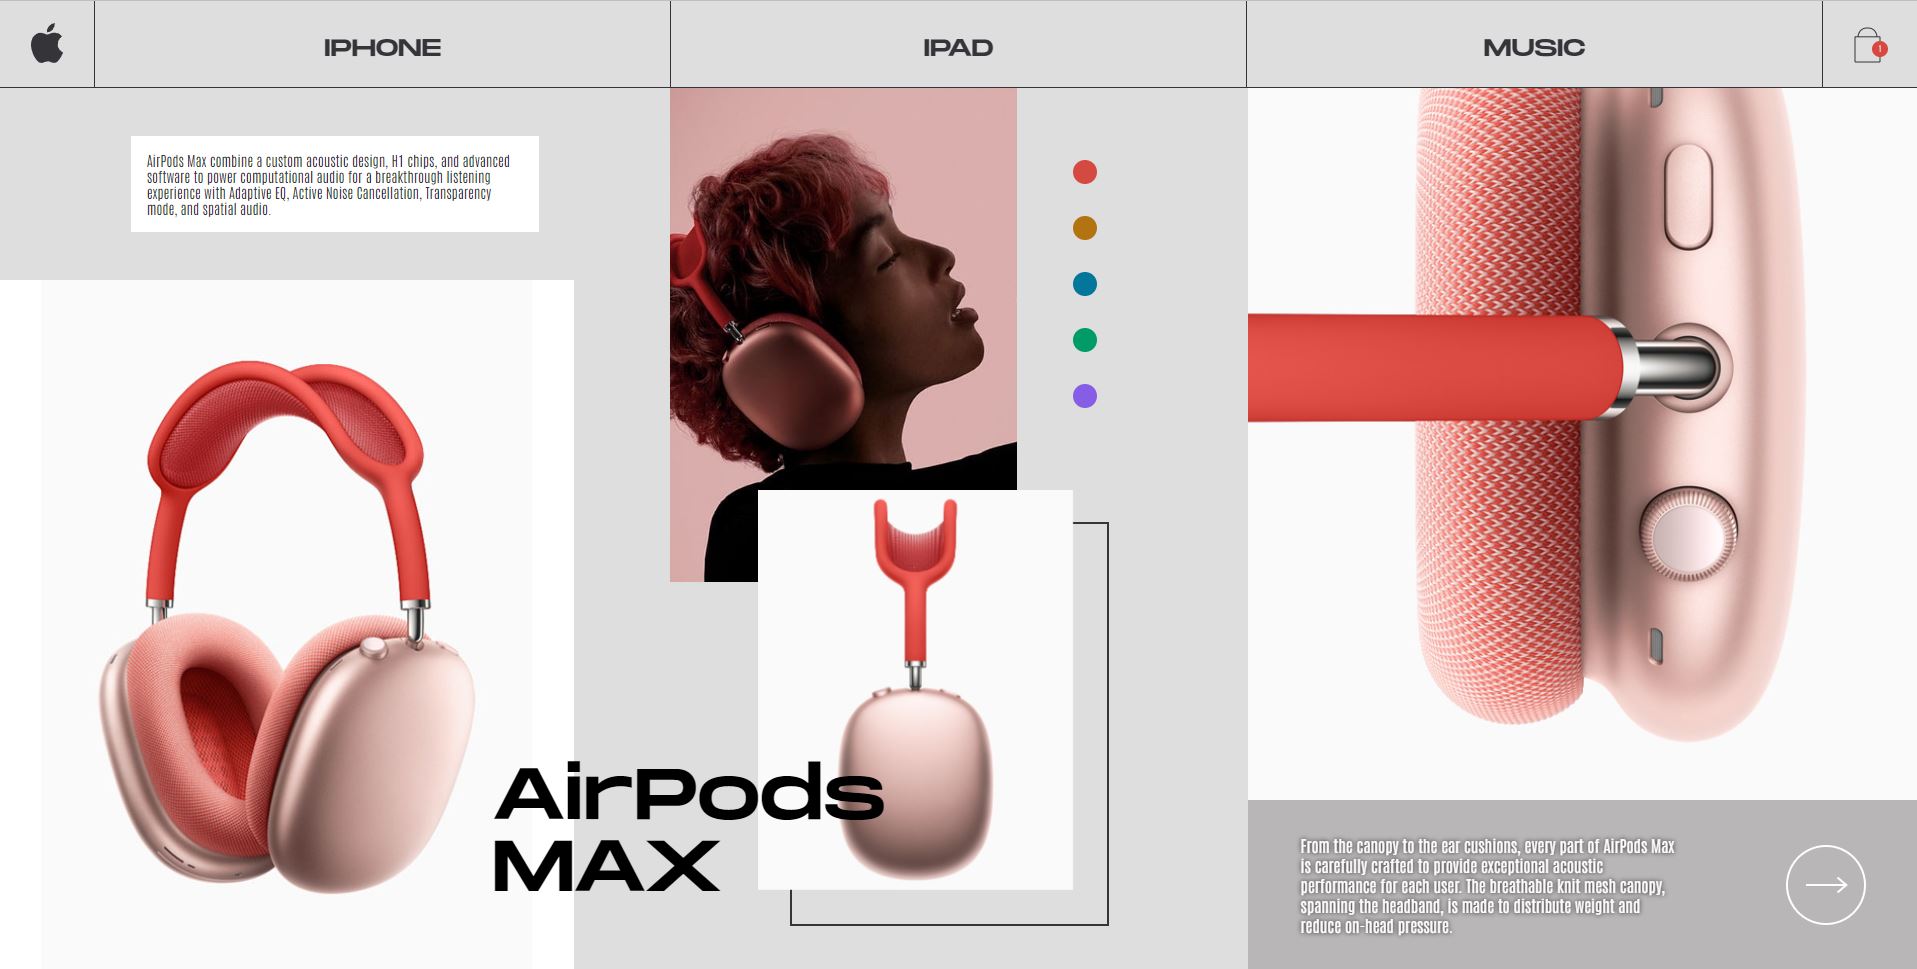 IPHONE
IPAD
MUSIC
1
AirPods Max combine a custom acoustic design, H1 chips, and advanced
software to power computational audio for a breakthrough listening
experience with Adaptive EQ, Active Noise Cancellation, Transparency
mode, and spatial audio.
AirPods
MAX
From the canopy to the ear cushions, every part of AirPods Max
is carefully crafted to provide exceptional acoustic
performance for each user. The breathable knit mesh canopy,
spanning the headband, is made to distribute weight and
reduce on-head pressure.